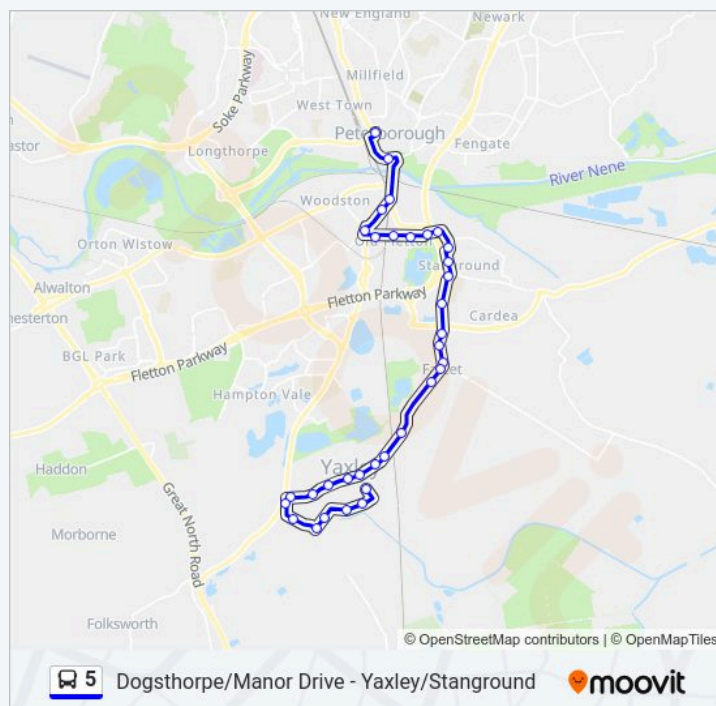 New England
Newark
Soke Parkway
Millfield
West Town
Peterborough
Longthorpe
Fengate
River Nene
Woodston
Orton Wistow
Stanground
Alwalton
Fletton Parkway
Cardea
BGL Park
Fletton Parkway
Farcet
Hampton Vale
Yaxley
Haddon
Great North Road
Morborne
Folksworth
© OpenStreetMap contributors | © OpenMapTiles
5 Dogsthorpe/Manor Drive - Yaxley/Stanground
moovit